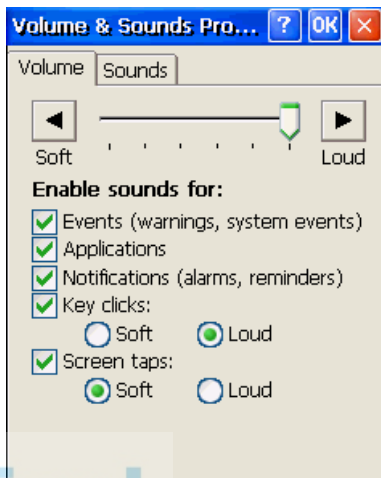 Volume & Sounds Pro... ? OK ×
Volume Sounds
Soft Loud
Enable sounds for:
Events (warnings, system events)
Applications
Notifications (alarms, reminders)
Key clicks:
Soft Loud
Screen taps:
Soft Loud